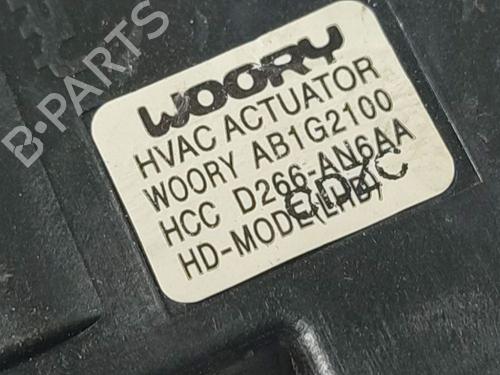 B-PARTS
WOORY
HVAC ACTUATOR
WOORY AB1G2100
HCC D266-AN6AA
HD-MODE(LHD)